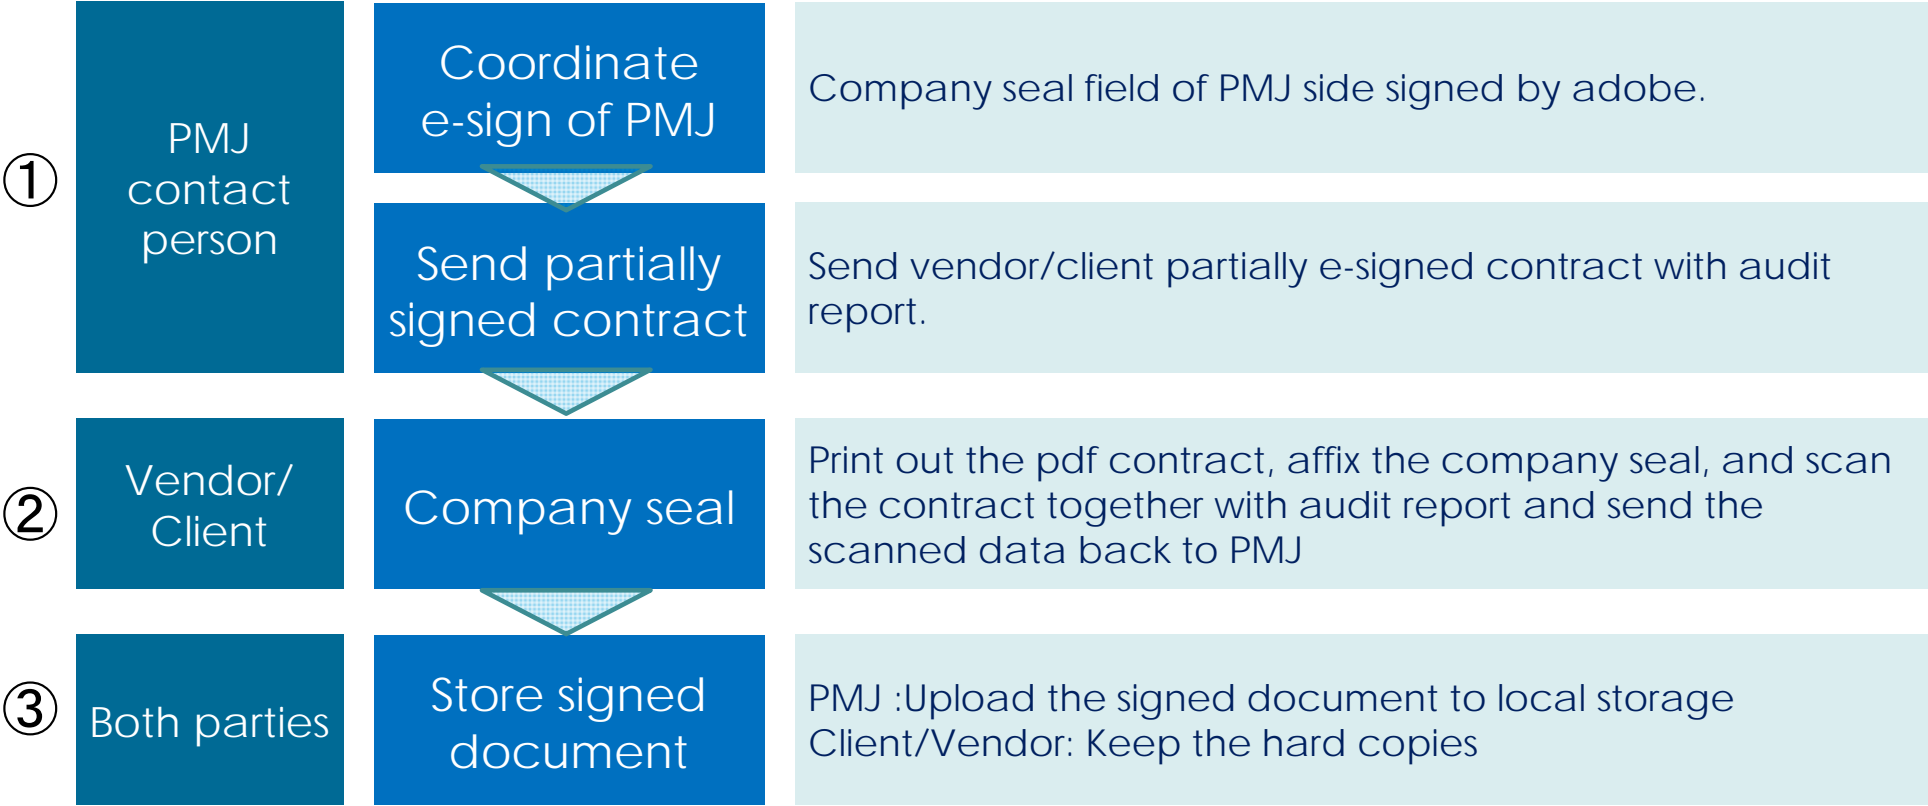 ①
PMJ
contact
person
Coordinate
e-sign of PMJ
Company seal field of PMJ side signed by adobe.
Send partially
signed contract
Send vendor/client partially e-signed contract with audit
report.
②
Vendor/
Client
Company seal
Print out the pdf contract, affix the company seal, and scan
the contract together with audit report and send the
scanned data back to PMJ
③
Both parties
Store signed
document
PMJ :Upload the signed document to local storage
Client/Vendor: Keep the hard copies